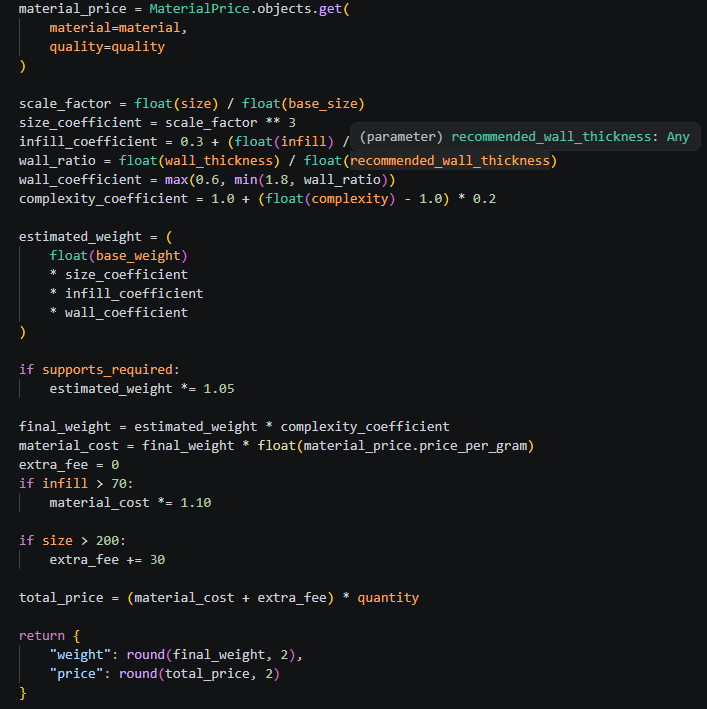 material_price = MaterialPrice.objects.get(
    material=material,
    quality=quality
)

scale_factor = float(size) / float(base_size)
size_coefficient = scale_factor ** 3
(parameter) recommended_wall_thickness: Any
infill_coefficient = 0.3 + (float(infill) /
wall_ratio = float(wall_thickness) / float(recommended_wall_thickness)
wall_coefficient = max(0.6, min(1.8, wall_ratio))
complexity_coefficient = 1.0 + (float(complexity) - 1.0) * 0.2

estimated_weight = (
    float(base_weight)
    * size_coefficient
    * infill_coefficient
    * wall_coefficient
)

if supports_required:
    estimated_weight *= 1.05

final_weight = estimated_weight * complexity_coefficient
material_cost = final_weight * float(material_price.price_per_gram)
extra_fee = 0
if infill > 70:
    material_cost *= 1.10

if size > 200:
    extra_fee += 30

total_price = (material_cost + extra_fee) * quantity

return {
    "weight": round(final_weight, 2),
    "price": round(total_price, 2)
}